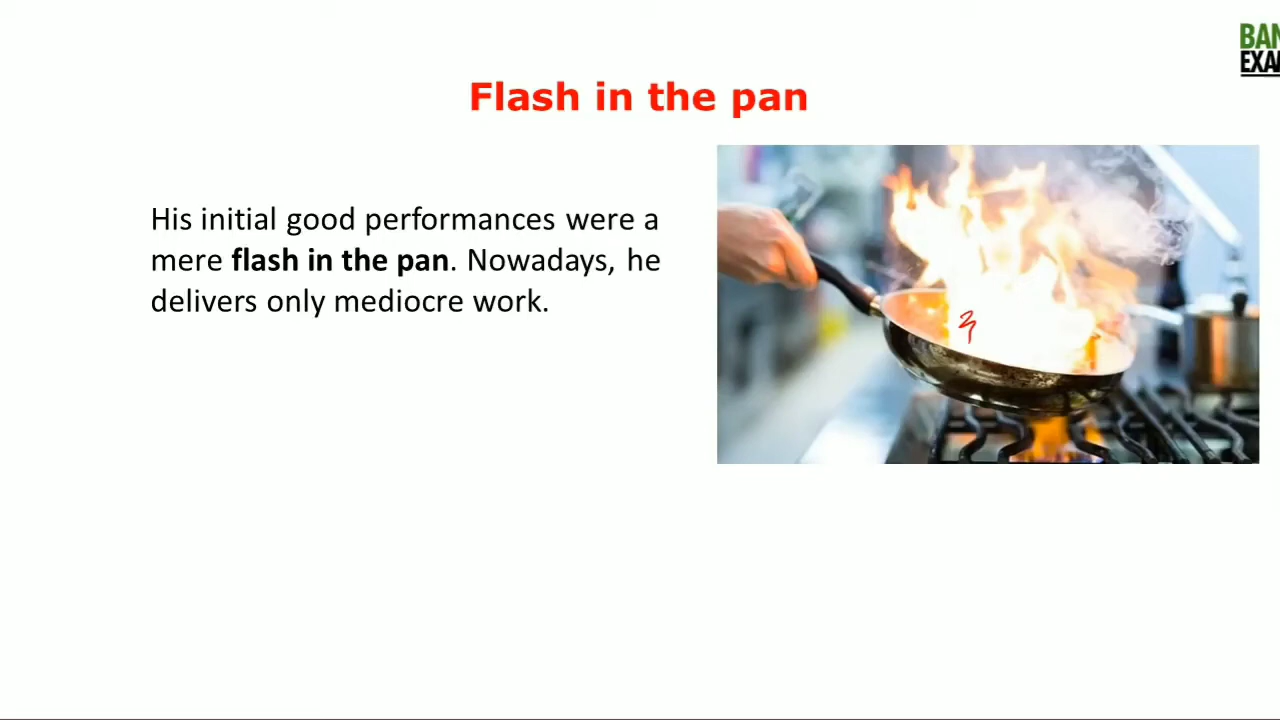 Flash in the pan
His initial good performances were a
mere flash in the pan. Nowadays, he
delivers only mediocre work.